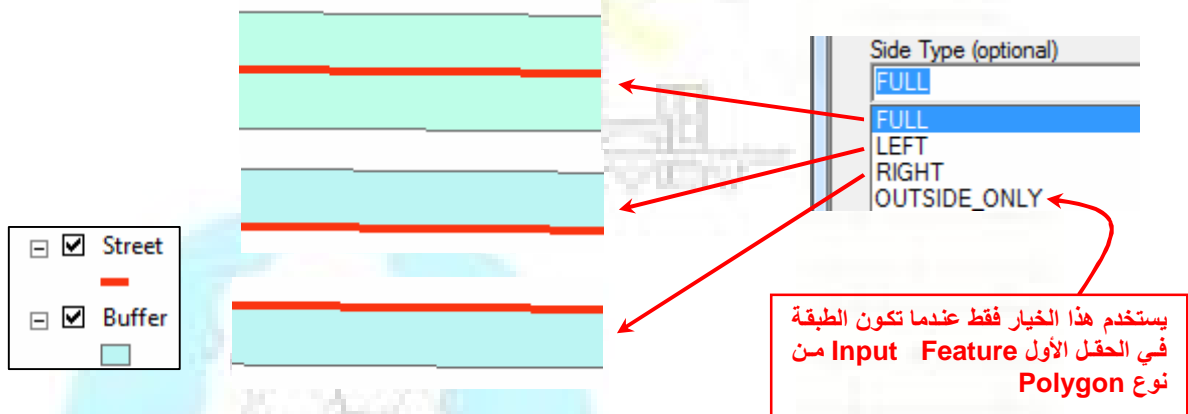 Side Type (optional)
FULL
FULL
LEFT
RIGHT
OUTSIDE_ONLY
Street
Buffer
يستخدم هذا الخيار فقط عندما تكون الطبقة
في الحقل الأول Input Feature من
نوع Polygon